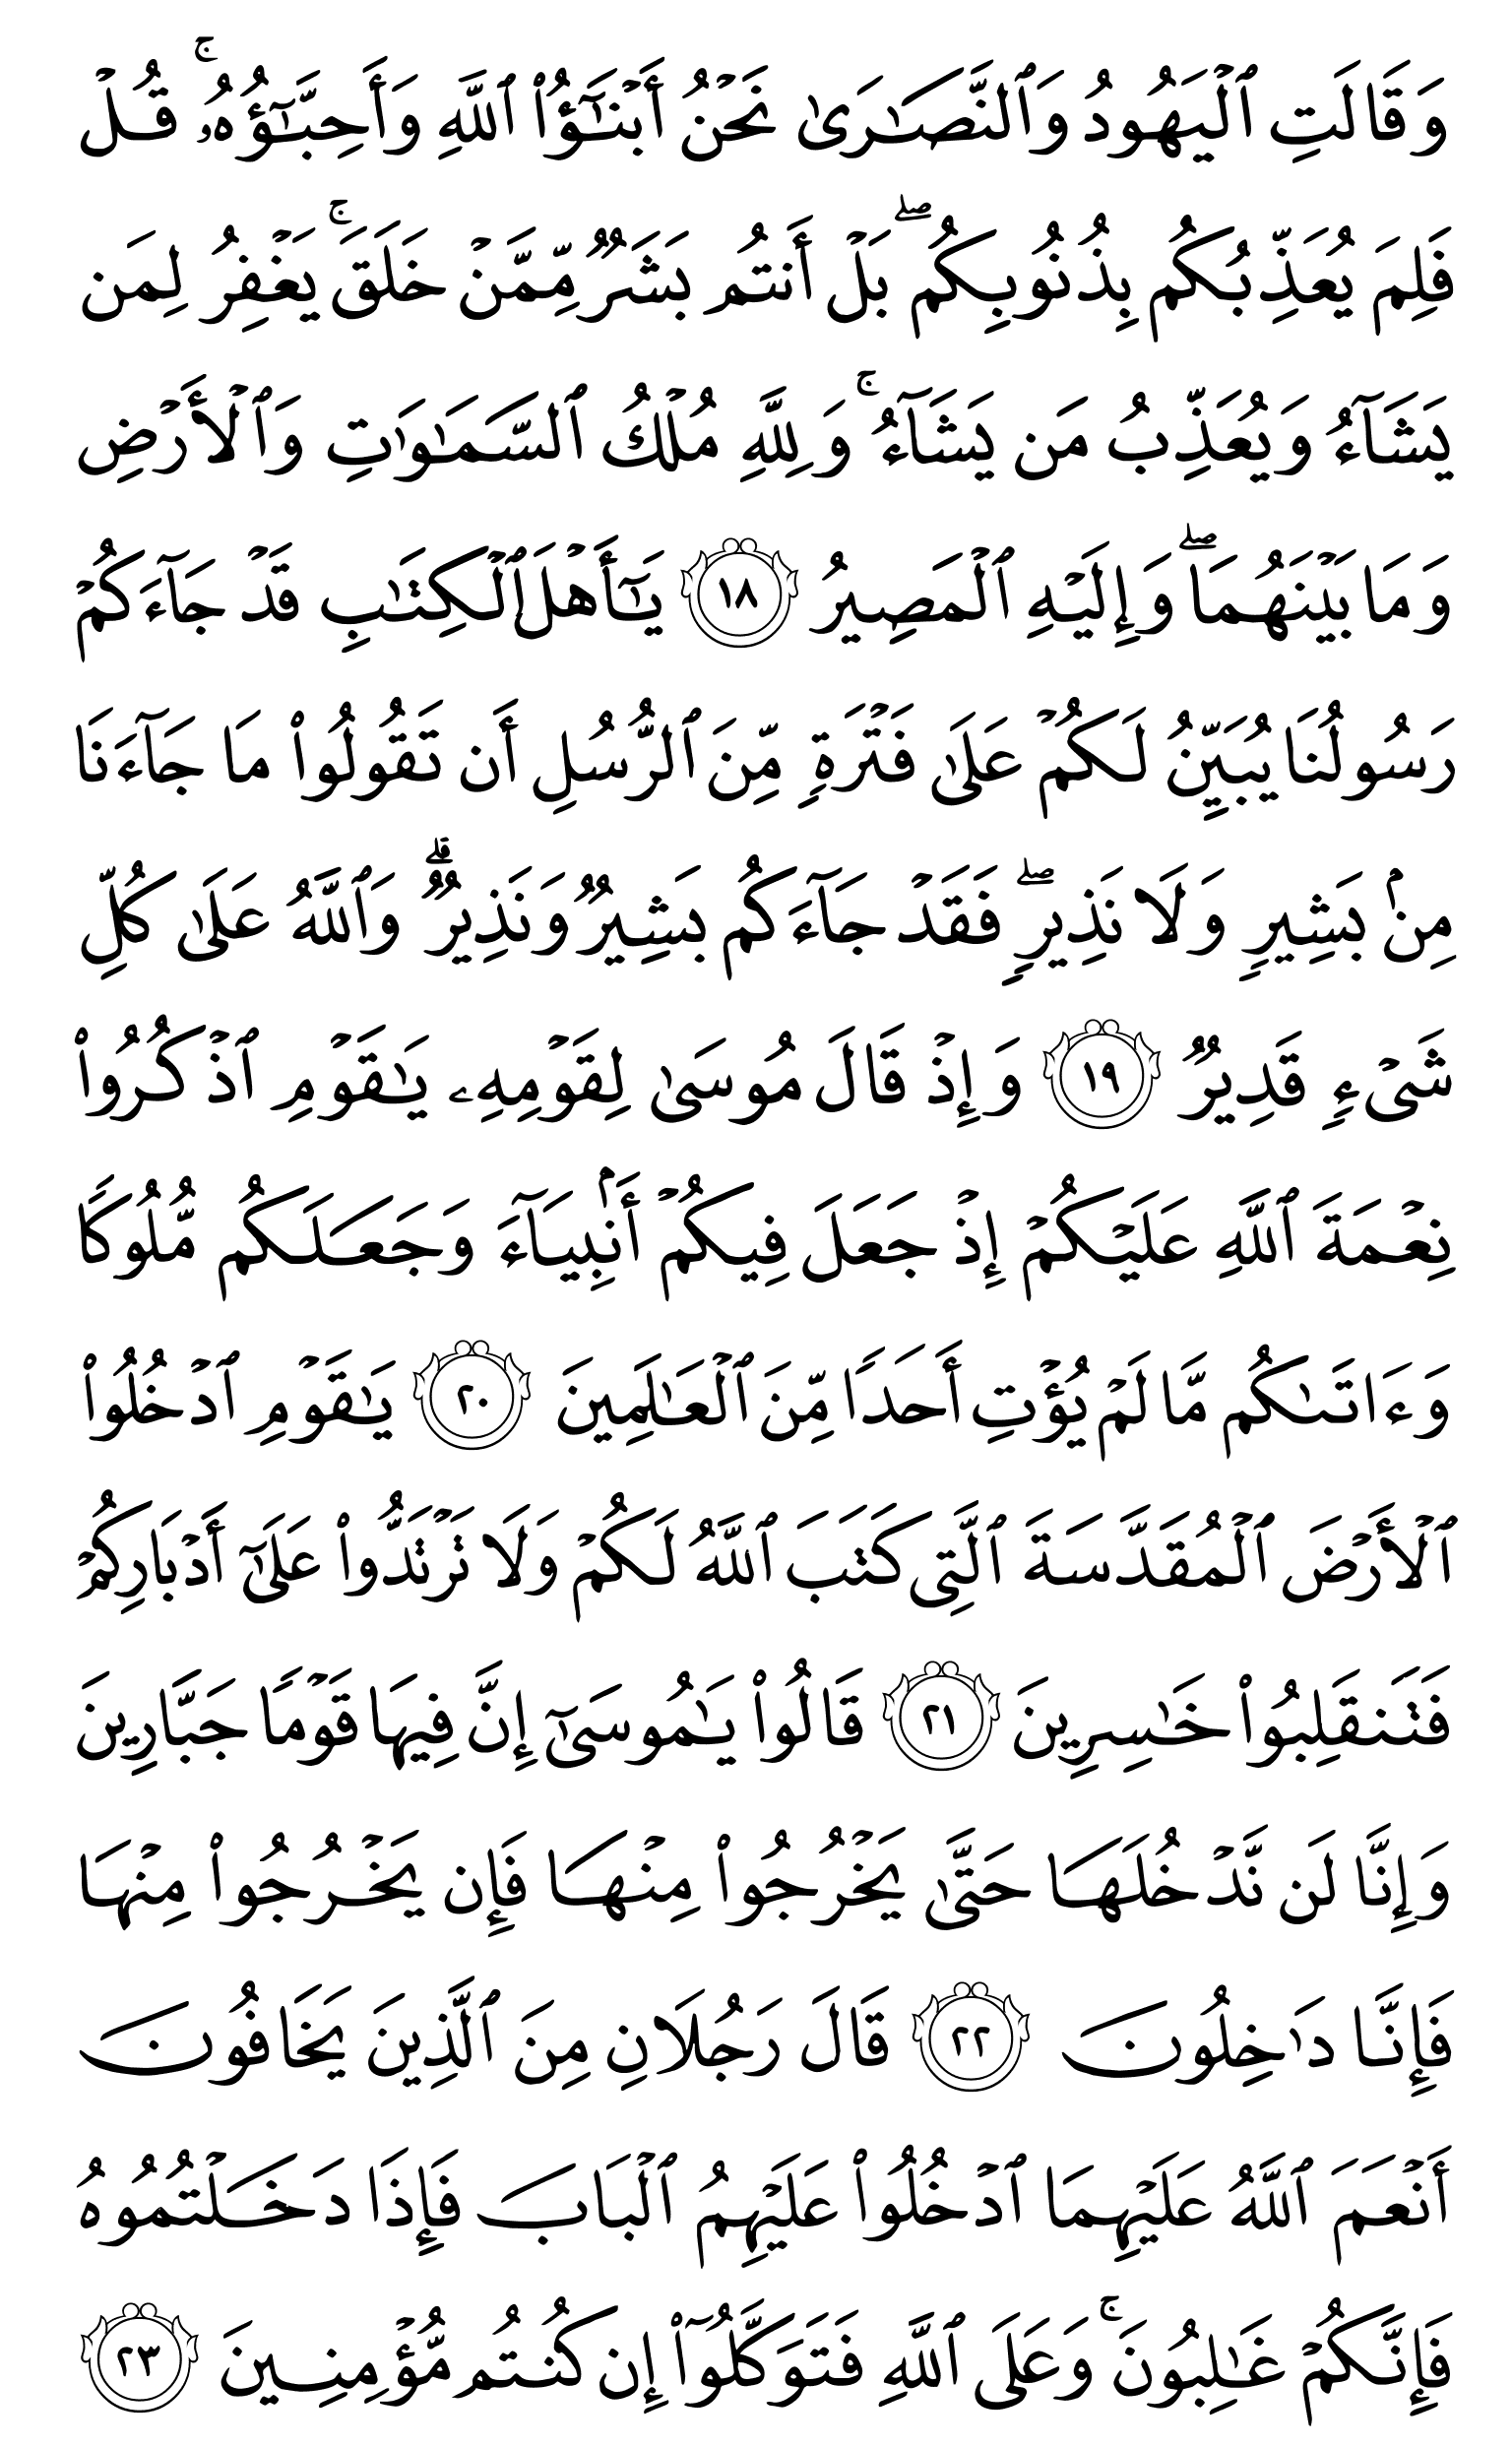 وَقَالَتِ ٱلْيَهُودُ وَٱلنَّصَـٰرَىٰ نَحْنُ أَبْنَـٰٓؤُا۟ ٱللَّهِ وَأَحِبَّـٰٓؤُهُۥ ۚ قُلْ
فَلِمَ يُعَذِّبُكُم بِذُنُوبِكُم ۖ بَلْ أَنتُم بَشَرٌ مِّمَّنْ خَلَقَ ۚ يَغْفِرُ لِمَن
يَشَآءُ وَيُعَذِّبُ مَن يَشَآءُ ۚ وَلِلَّهِ مُلْكُ ٱلسَّمَـٰوَٰتِ وَٱلْأَرْضِ
وَمَا بَيْنَهُمَا ۖ وَإِلَيْهِ ٱلْمَصِيرُ ١٨ يَـٰٓأَهْلَ ٱلْكِتَـٰبِ قَدْ جَآءَكُمْ
رَسُولُنَا يُبَيِّنُ لَكُمْ عَلَىٰ فَتْرَةٍ مِّنَ ٱلرُّسُلِ أَن تَقُولُوا۟ مَا جَآءَنَا
مِنۢ بَشِيرٍ وَلَا نَذِيرٍ ۖ فَقَدْ جَآءَكُم بَشِيرٌ وَنَذِيرٌ ۗ وَٱللَّهُ عَلَىٰ كُلِّ
شَىْءٍ قَدِيرٌ ١٩ وَإِذْ قَالَ مُوسَىٰ لِقَوْمِهِۦ يَـٰقَوْمِ ٱذْكُرُوا۟
نِعْمَةَ ٱللَّهِ عَلَيْكُمْ إِذْ جَعَلَ فِيكُمْ أَنۢبِيَآءَ وَجَعَلَكُم مُّلُوكًا
وَءَاتَىٰكُم مَّا لَمْ يُؤْتِ أَحَدًا مِّنَ ٱلْعَـٰلَمِينَ ٢٠ يَـٰقَوْمِ ٱدْخُلُوا۟
ٱلْأَرْضَ ٱلْمُقَدَّسَةَ ٱلَّتِى كَتَبَ ٱللَّهُ لَكُمْ وَلَا تَرْتَدُّوا۟ عَلَىٰٓ أَدْبَارِكُمْ
فَتَنقَلِبُوا۟ خَـٰسِرِينَ ٢١ قَالُوا۟ يَـٰمُوسَىٰٓ إِنَّ فِيهَا قَوْمًا جَبَّارِينَ
وَإِنَّا لَن نَّدْخُلَهَا حَتَّىٰ يَخْرُجُوا۟ مِنْهَا فَإِن يَخْرُجُوا۟ مِنْهَا
فَإِنَّا دَٰخِلُونَ ٢٢ قَالَ رَجُلَانِ مِنَ ٱلَّذِينَ يَخَافُونَ
أَنْعَمَ ٱللَّهُ عَلَيْهِمَا ٱدْخُلُوا۟ عَلَيْهِمُ ٱلْبَابَ فَإِذَا دَخَلْتُمُوهُ
فَإِنَّكُمْ غَـٰلِبُونَ ۚ وَعَلَى ٱللَّهِ فَتَوَكَّلُوٓا۟ إِن كُنتُم مُّؤْمِنِينَ ٢٣